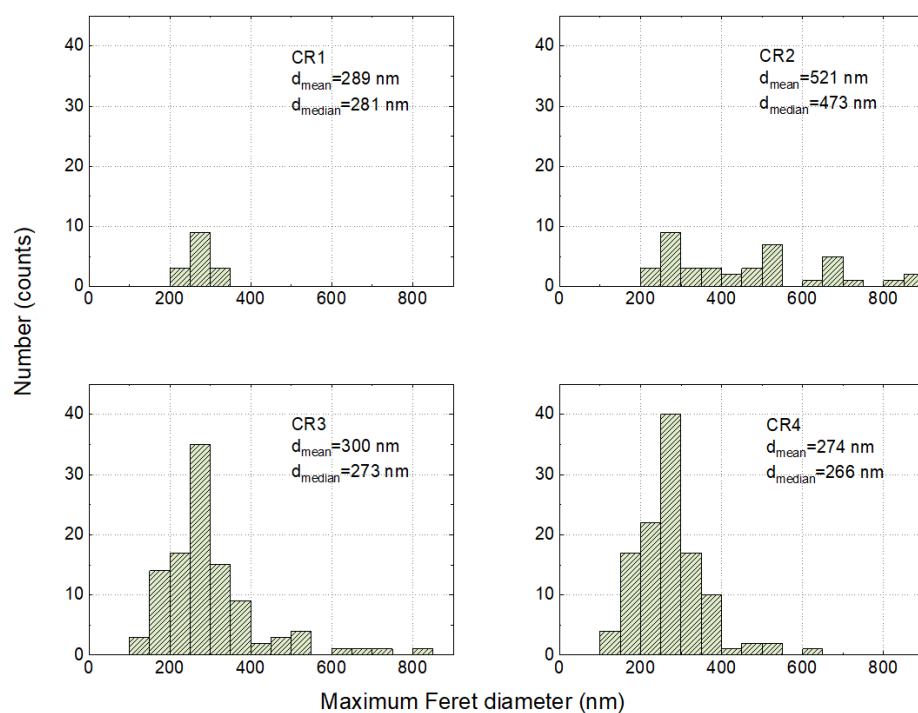 Number (counts)
40
30
20
10
0
CR1
dmean=289 nm
dmedian=281 nm
0 200 400 600 800
40
30
20
10
0
CR2
dmean=521 nm
dmedian=473 nm
0 200 400 600 800
40
30
20
10
0
CR3
dmean=300 nm
dmedian=273 nm
0 200 400 600 800
40
30
20
10
0
CR4
dmean=274 nm
dmedian=266 nm
0 200 400 600 800
Maximum Feret diameter (nm)